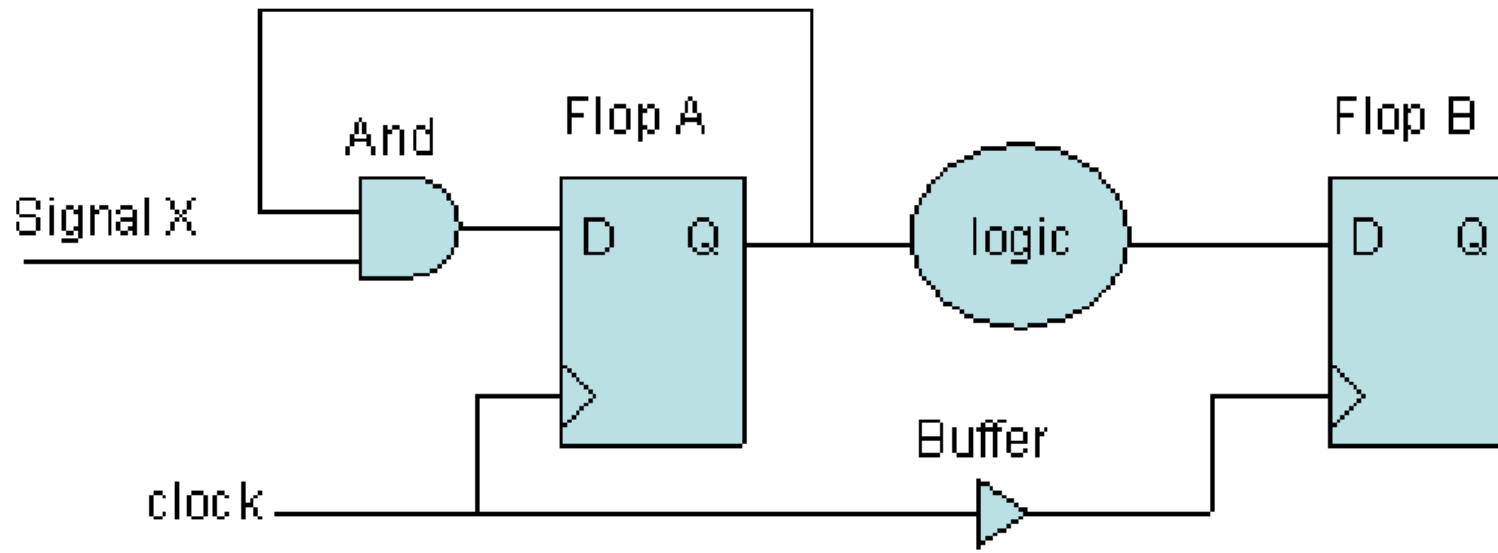 And
Flop A
Flop B
Signal X
D
Q
logic
D
Q
Buffer
clock